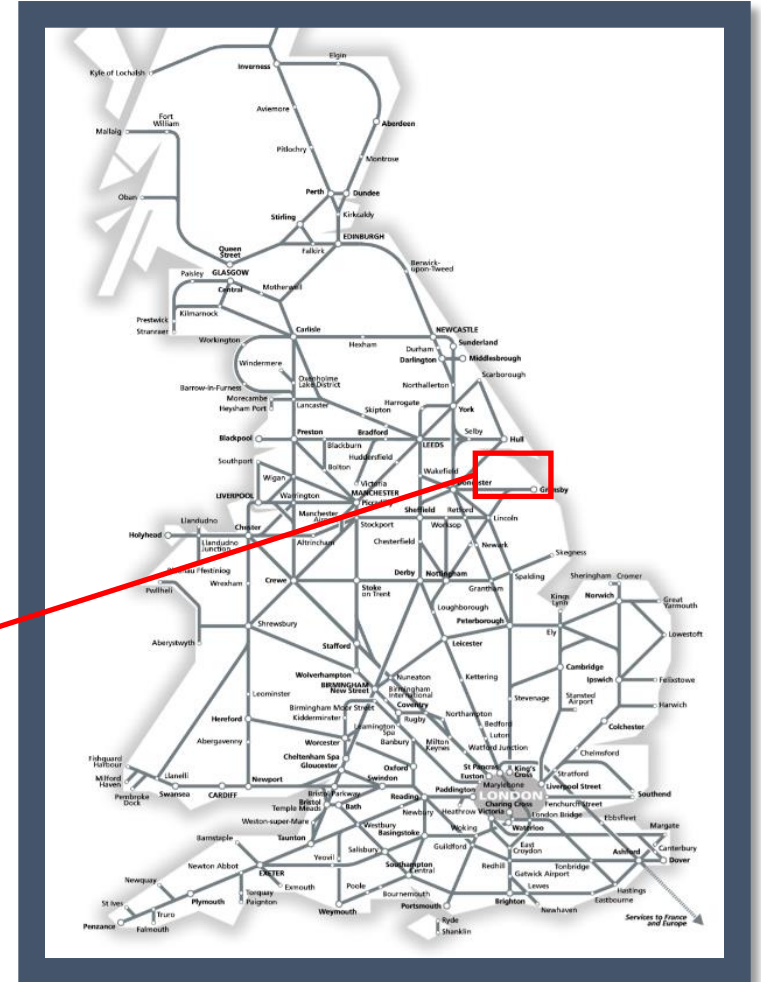 Elgin
Inverness
Kyle of Lochalsh
Aviemore
Fort
William
Mallaig
Aberdeen
Pitlochry
Montrose
Perth
Dundee
Oban
Stirling
Kirkcaldy
EDINBURGH
Queen
Street
Falkirk
Berwick-
upon-Tweed
Paisley
GLASGOW
Central
Motherwell
Prestwick
Kilmarnock
Stranraer
Carlisle
NEWCASTLE
Workington
Hexham
Sunderland
Durham
Darlington
Middlesbrough
Windermere
Oxenholme
Lake District
Scarborough
Barrow-in-Furness
Northallerton
Morecambe
Heysham Port
Lancaster
Harrogate
Skipton
York
Blackpool
Preston
Bradford
Selby
Hull
Blackburn
LEEDS
Southport
Huddersfield
Bolton
Wakefield
Wigan
Victoria
Doncaster
Grimsby
LIVERPOOL
Warrington
MANCHESTER
Piccadilly
Manchester
Airport
Sheffield
Retford
Llandudno
Stockport
Worksop
Lincoln
Holyhead
Chester
Llandudno
Junction
Altrincham
Chesterfield
Newark
Skegness
Blaenau Ffestiniog
Derby
Nottingham
Pwllheli
Wrexham
Crewe
Stoke
on Trent
Grantham
Spalding
Sheringham
Cromer
Kings
Lynn
Norwich
Great
Yarmouth
Loughborough
Peterborough
Shrewsbury
Ely
Lowestoft
Aberystwyth
Stafford
Leicester
Wolverhampton
BIRMINGHAM
New Street
Nuneaton
Kettering
Cambridge
Birmingham
International
Ipswich
Felixstowe
Leominster
Coventry
Stevenage
Stansted
Airport
Birmingham Moor Street
Northampton
Harwich
Hereford
Kidderminster
Rugby
Bedford
Leamington
Spa
Colchester
Abergavenny
Worcester
Banbury
Milton
Keynes
Luton
Watford Junction
Chelmsford
Fishguard
Harbour
Cheltenham Spa
Gloucester
Oxford
St Pancras
King's
Cross
Euston
Stratford
Milford
Haven
Llanelli
Newport
Swindon
Marylebone
Liverpool Street
Pembroke
Dock
Swansea
CARDIFF
Bristol Parkway
Reading
Paddington
LONDON
Southend
Bristol
Temple Meads
Bath
Newbury
Heathrow
Victoria
Charing Cross
Fenchurch Street
Weston-super-Mare
London Bridge
Ebbsfleet
Westbury
Basingstoke
Woking
Waterloo
Margate
Barnstaple
Taunton
Salisbury
Guildford
East
Croydon
Canterbury
Yeovil
Southampton
Central
Redhill
Tonbridge
Ashford
Dover
Newton Abbot
EXETER
Gatwick Airport
Newquay
Exmouth
Poole
Lewes
Hastings
Torquay
Paignton
Bournemouth
Eastbourne
St Ives
Plymouth
Weymouth
Portsmouth
Brighton
Newhaven
Truro
Penzance
Falmouth
Ryde
Shanklin
Services to France
and Europe